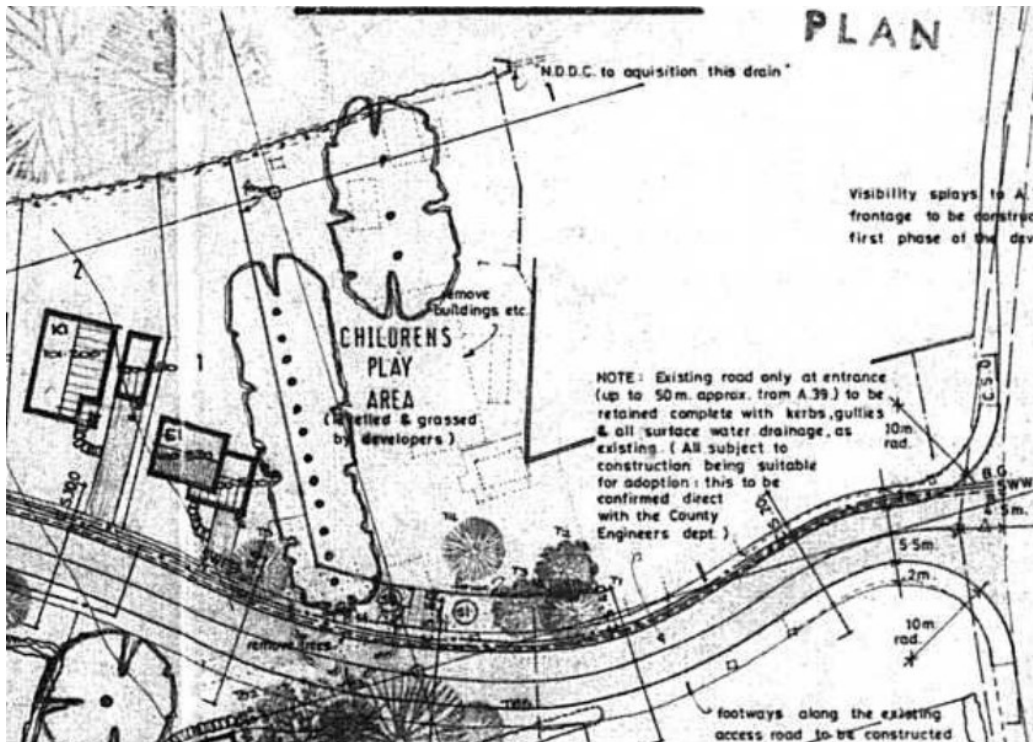 PLAN
N.D.D.C. to aquisition this drain"
Visibility splays to A.
frontage to be
first phase of the
2
1
remove
buildings etc.
CHILDRENS
PLAY
AREA
(levelled & grassed
by developers )
NOTE : Existing road only at entrance
(up to 50m. approx. from A.39.) to be
retained complete with kerbs, gullies
& all surface water drainage, as
existing. ( All subject to
construction being suitable
for adoption : this to be
confirmed direct
with the County
Engineers dept. )
10m.
rad.
B.G.
5·5m.
2m.
10m
rad.
remove trees
footways along the existing
access road to be constructed